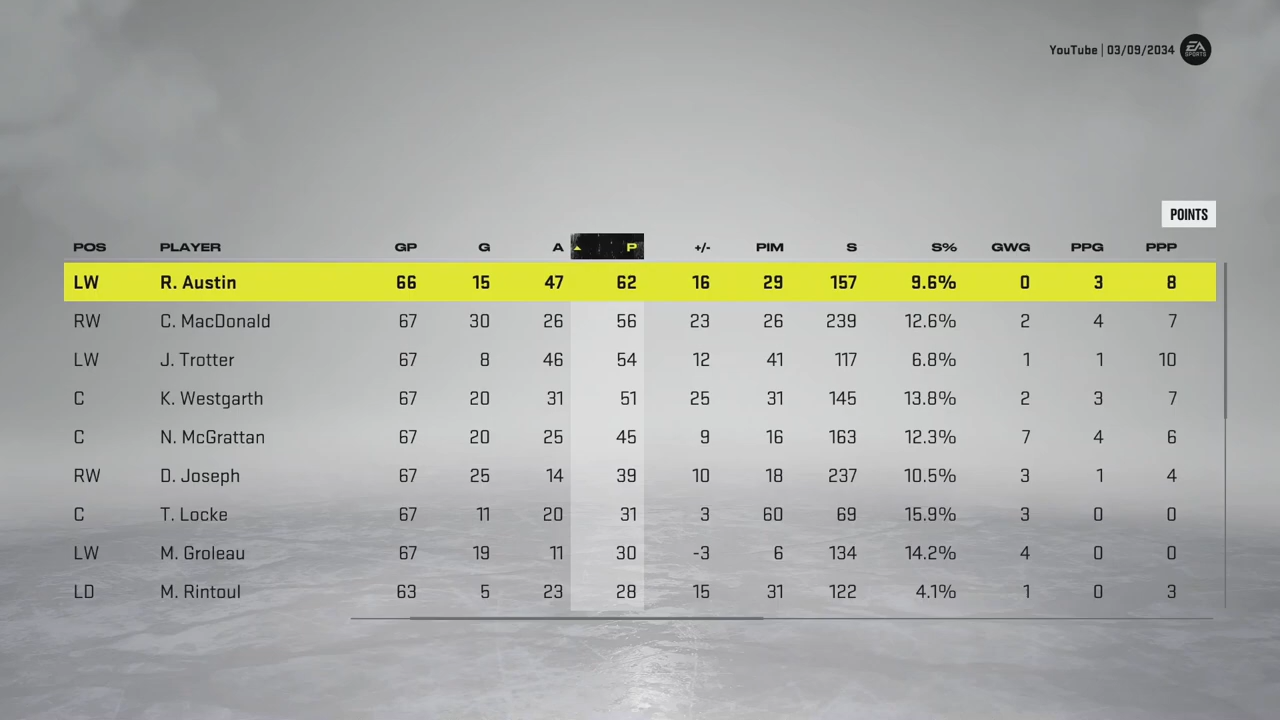 YouTube | 03/09/2034 EA SPORTS
POINTS
POS PLAYER GP G A P +/- PIM S S% GWG PPG PPP
LW R. Austin 66 15 47 62 16 29 157 9.6% 0 3 8
RW C. MacDonald 67 30 26 56 23 26 239 12.6% 2 4 7
LW J. Trotter 67 8 46 54 12 41 117 6.8% 1 1 10
C K. Westgarth 67 20 31 51 25 31 145 13.8% 2 3 7
C N. McGrattan 67 20 25 45 9 16 163 12.3% 7 4 6
RW D. Joseph 67 25 14 39 10 18 237 10.5% 3 1 4
C T. Locke 67 11 20 31 3 60 69 15.9% 3 0 0
LW M. Groleau 67 19 11 30 -3 6 134 14.2% 4 0 0
LD M. Rintoul 63 5 23 28 15 31 122 4.1% 1 0 3